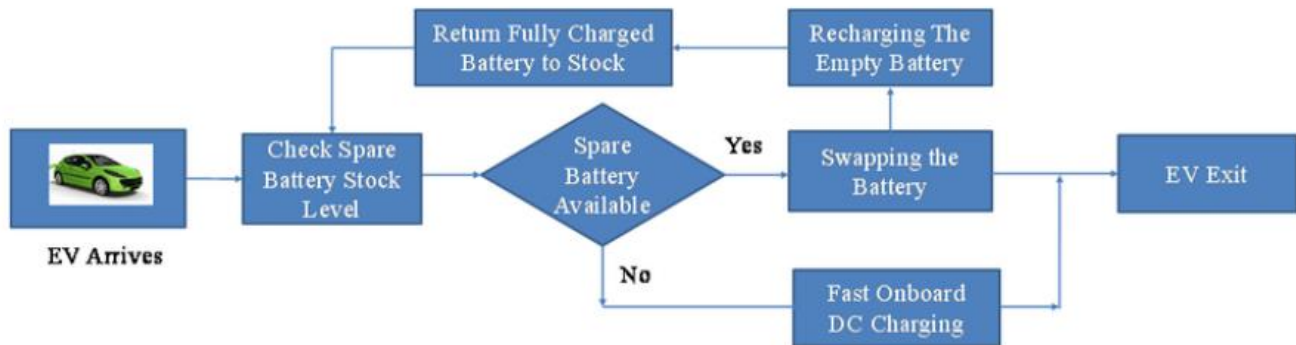 Return Fully Charged
Battery to Stock
Recharging The
Empty Battery
EV Arrives
Check Spare
Battery Stock
Level
Spare
Battery
Available
Yes
Swapping the
Battery
EV Exit
No
Fast Onboard
DC Charging